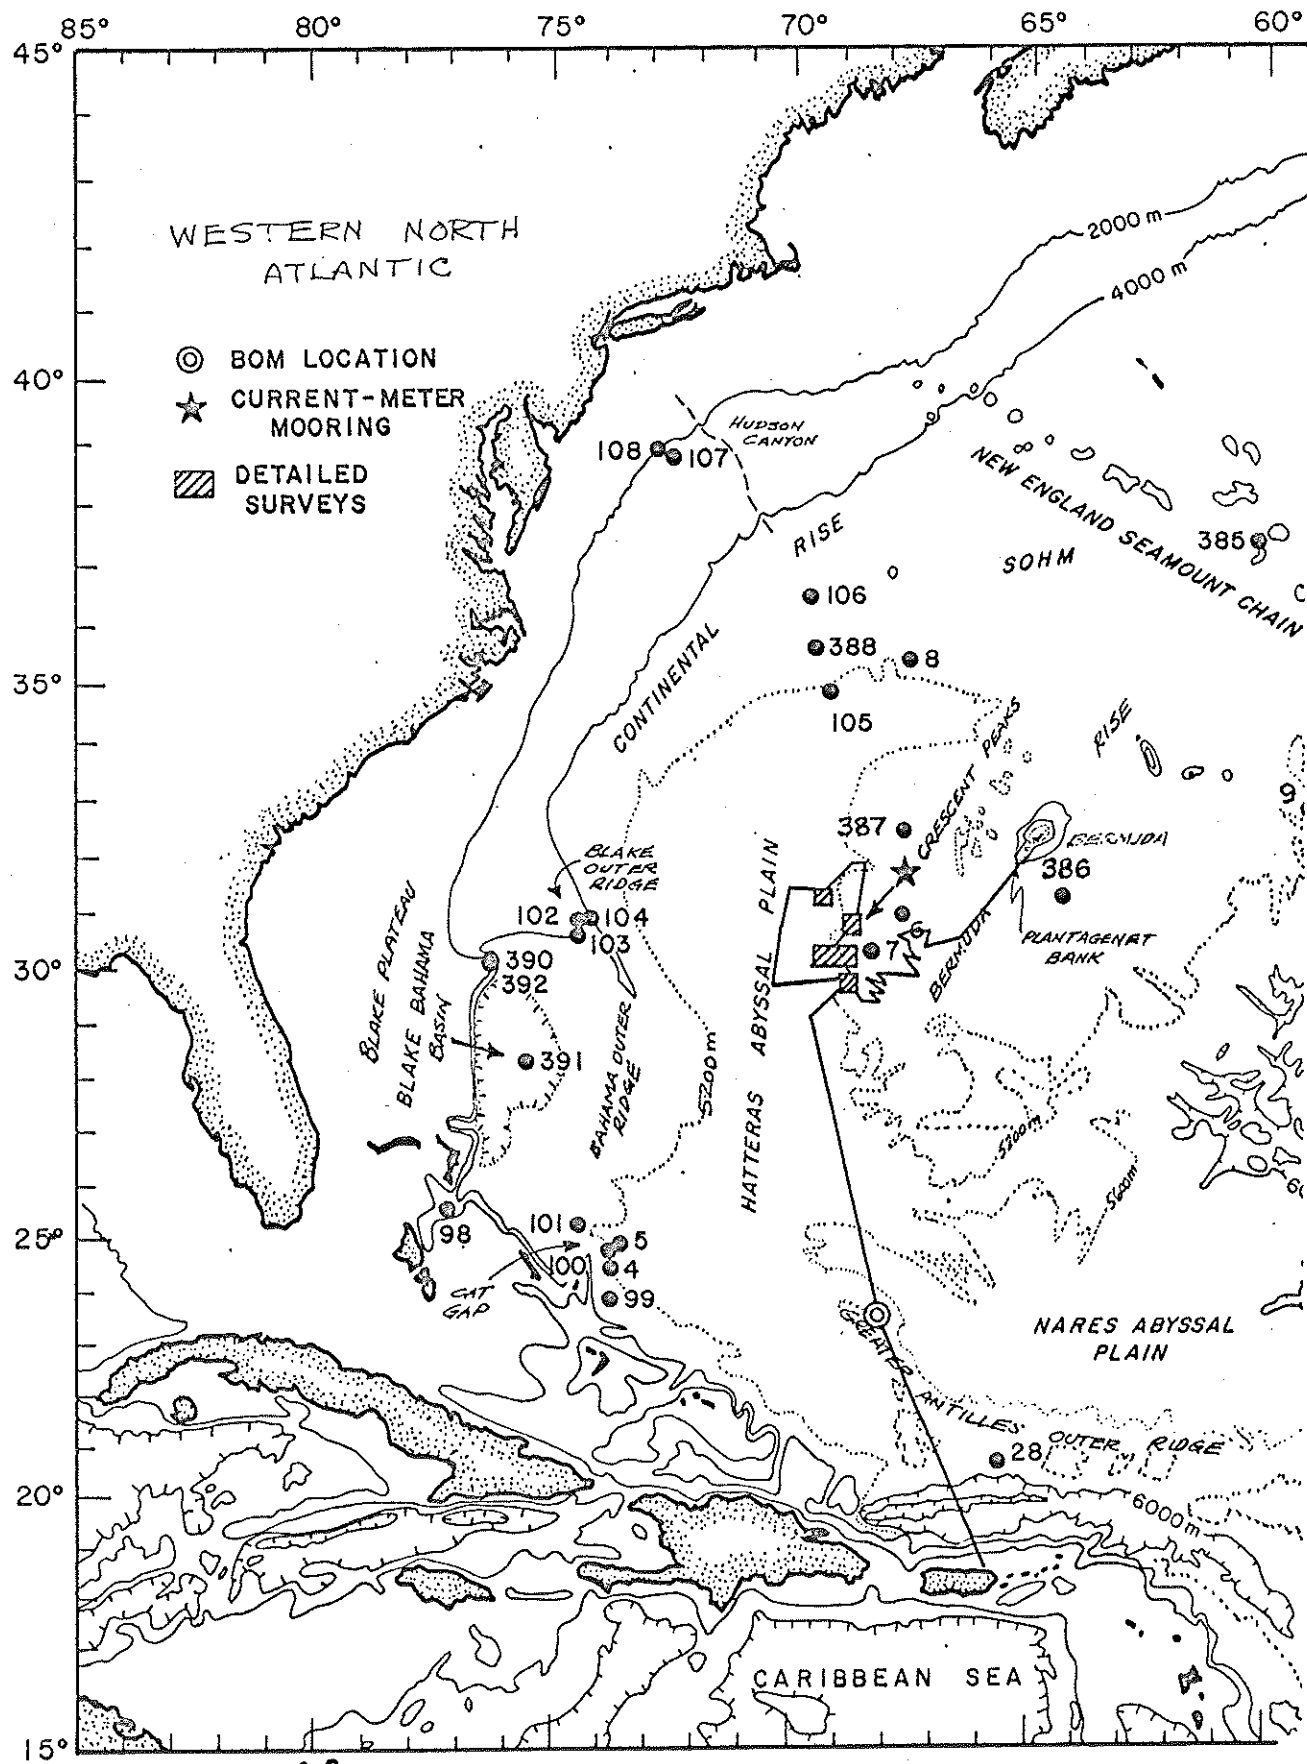 85°
80°
75°
70°
65°
60°
45°
40°
35°
30°
25°
20°
15°
WESTERN NORTH
ATLANTIC
BOM LOCATION
CURRENT-METER
MOORING
DETAILED
SURVEYS
2000 m
4000 m
HUDSON
CANYON
108
107
RISE
NEW ENGLAND SEAMOUNT CHAIN
385
SOHM
106
388
8
105
CONTINENTAL
CRESCENT PEAKS
RISE
9
387
BERMUDA
386
BLAKE
OUTER
RIDGE
102
104
103
PLAIN
6
7
BERMUDA
PLANTAGENET
BANK
390
392
BLAKE PLATEAU
BLAKE BAHAMA
BASIN
391
BAHAMA OUTER
RIDGE
5200m
HATTERAS ABYSSAL
5200m
5600m
60
98
101
5
100
4
99
CAT
GAP
NARES ABYSSAL
PLAIN
GREATER ANTILLES OUTER RIDGE
28
6000m
CARIBBEAN SEA